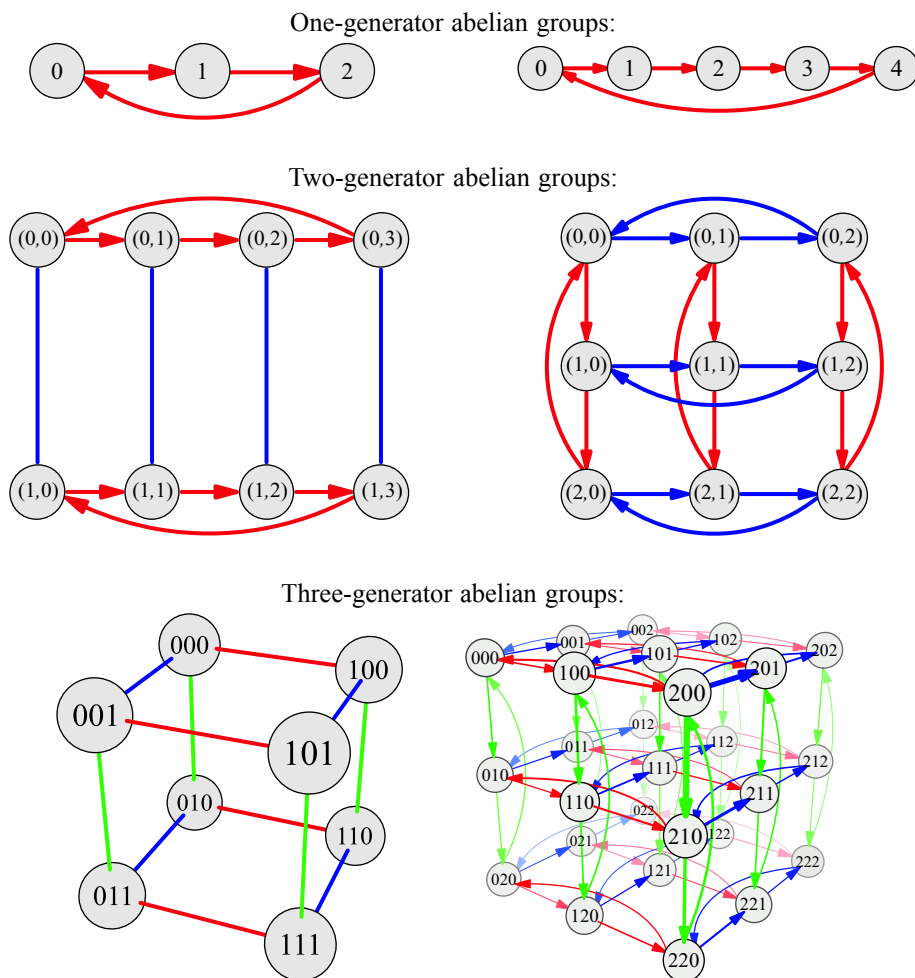 One-generator abelian groups:
0 1 2 0 1 2 3 4
Two-generator abelian groups:
(0,0) (0,1) (0,2) (0,3) (0,0) (0,1) (0,2)
(1,0) (1,1) (1,2)
(1,0) (1,1) (1,2) (1,3) (2,0) (2,1) (2,2)
Three-generator abelian groups:
000 100
001 101
010 110
011 111
002
001 102
000 101 202
100 201
200
012
011 112
010 111 212
110 211
210
022
021 122
020 121 222
120 221
220